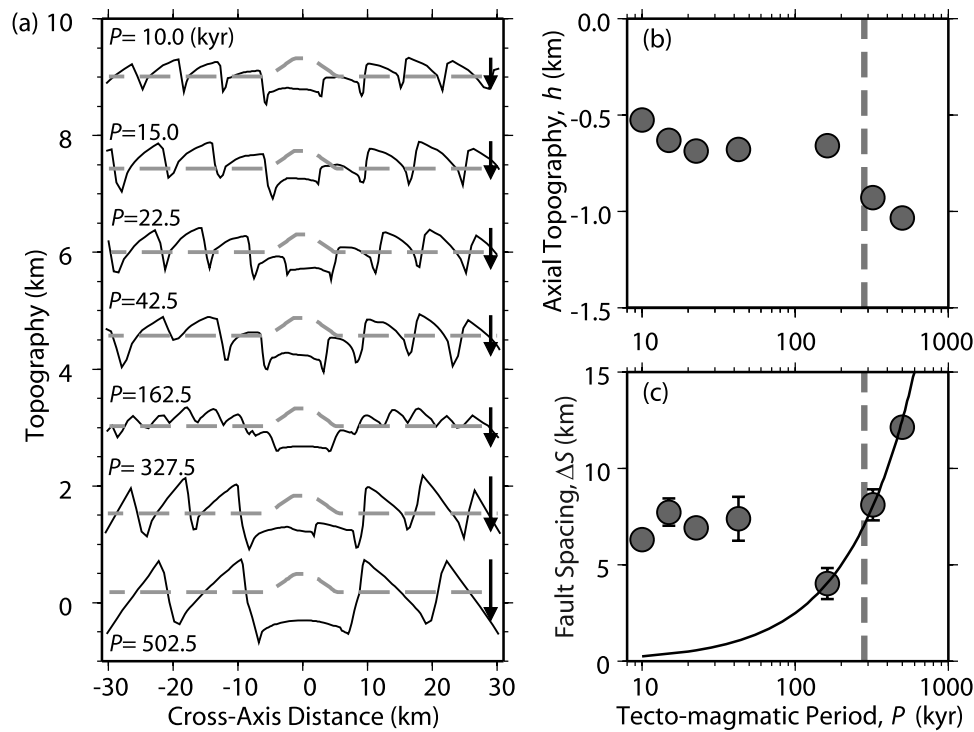 (a)
10
8
6
4
2
0
Topography (km)
P= 10.0 (kyr)
P=15.0
P=22.5
P=42.5
P=162.5
P= 327.5
P= 502.5
-30 -20 -10 0 10 20 30
Cross-Axis Distance (km)
(b)
0.0
-0.5
-1.0
-1.5
Axial Topography, h (km)
10 100 1000
(c)
15
10
5
0
Fault Spacing, ΔS (km)
10 100 1000
Tecto-magmatic Period, P (kyr)